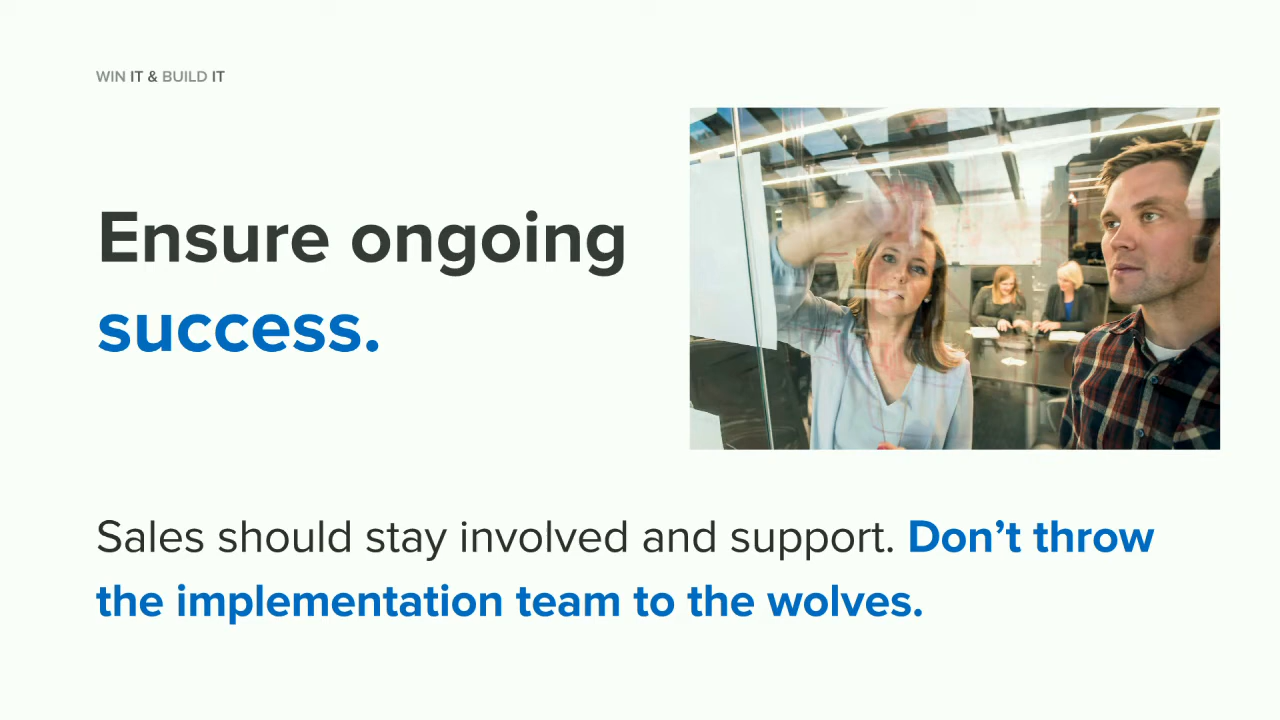 WIN IT & BUILD IT
Ensure ongoing
success.
Sales should stay involved and support. Don’t throw
the implementation team to the wolves.